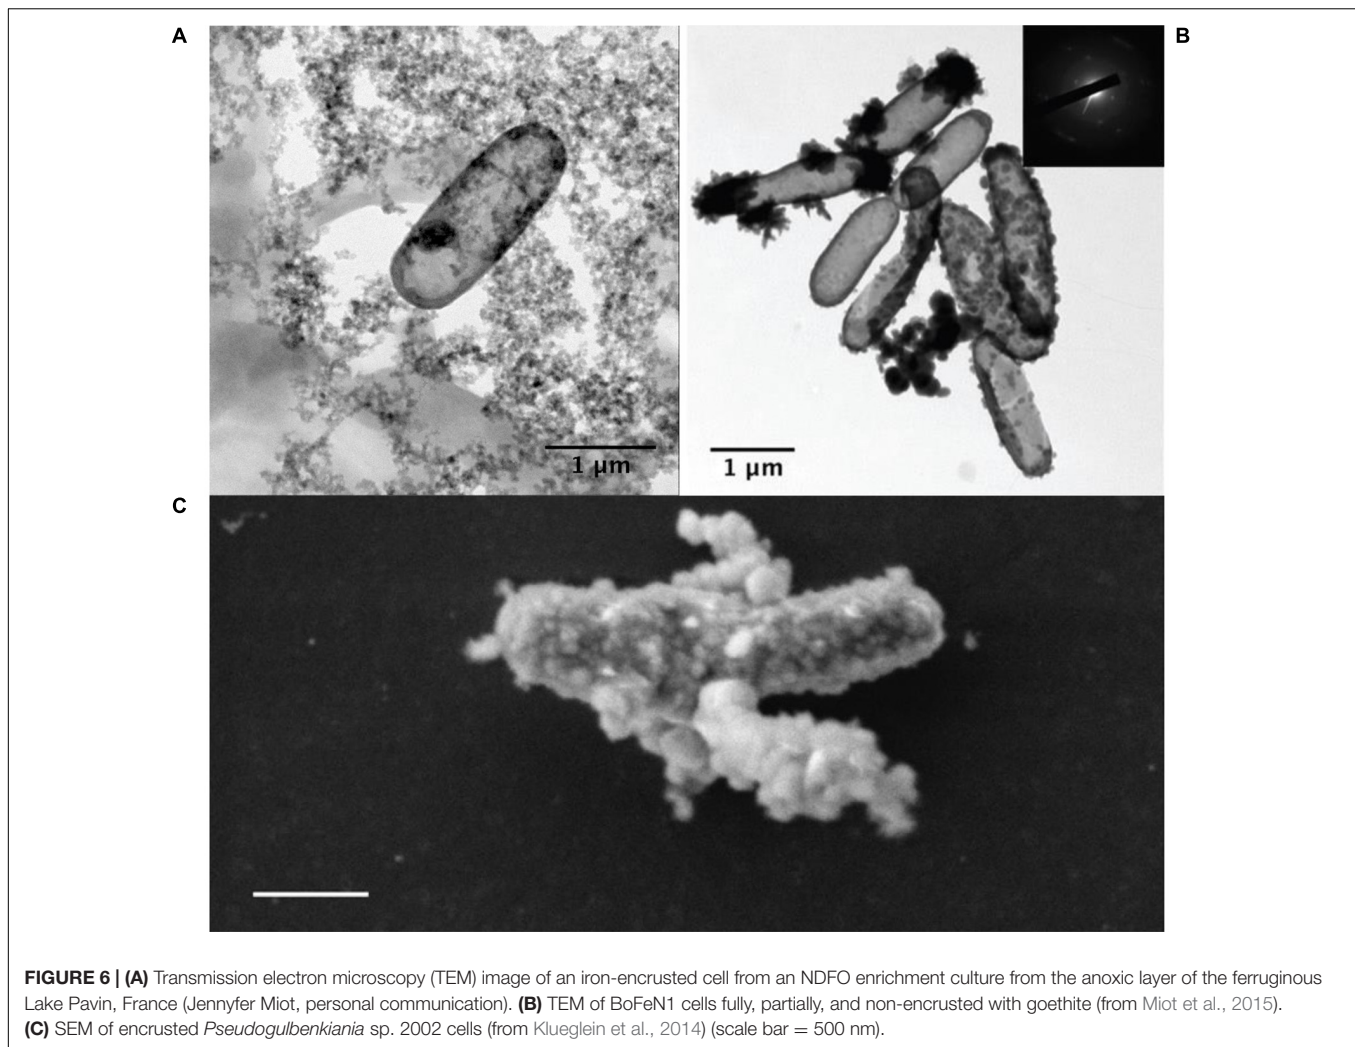 A
B
1 µm
1 µm
C
FIGURE 6 | (A) Transmission electron microscopy (TEM) image of an iron-encrusted cell from an NDFO enrichment culture from the anoxic layer of the ferruginous
Lake Pavin, France (Jennyfer Miot, personal communication). (B) TEM of BoFeN1 cells fully, partially, and non-encrusted with goethite (from Miot et al., 2015).
(C) SEM of encrusted Pseudogulbenkiania sp. 2002 cells (from Klueglein et al., 2014) (scale bar = 500 nm).